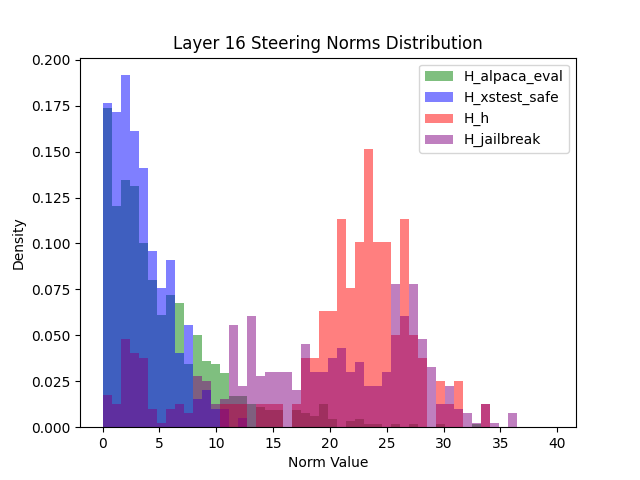 Layer 16 Steering Norms Distribution
0.200
0.175
0.150
0.125
0.100
0.075
0.050
0.025
0.000
Density
H_alpaca_eval
H_xstest_safe
H_h
H_jailbreak
0 5 10 15 20 25 30 35 40
Norm Value